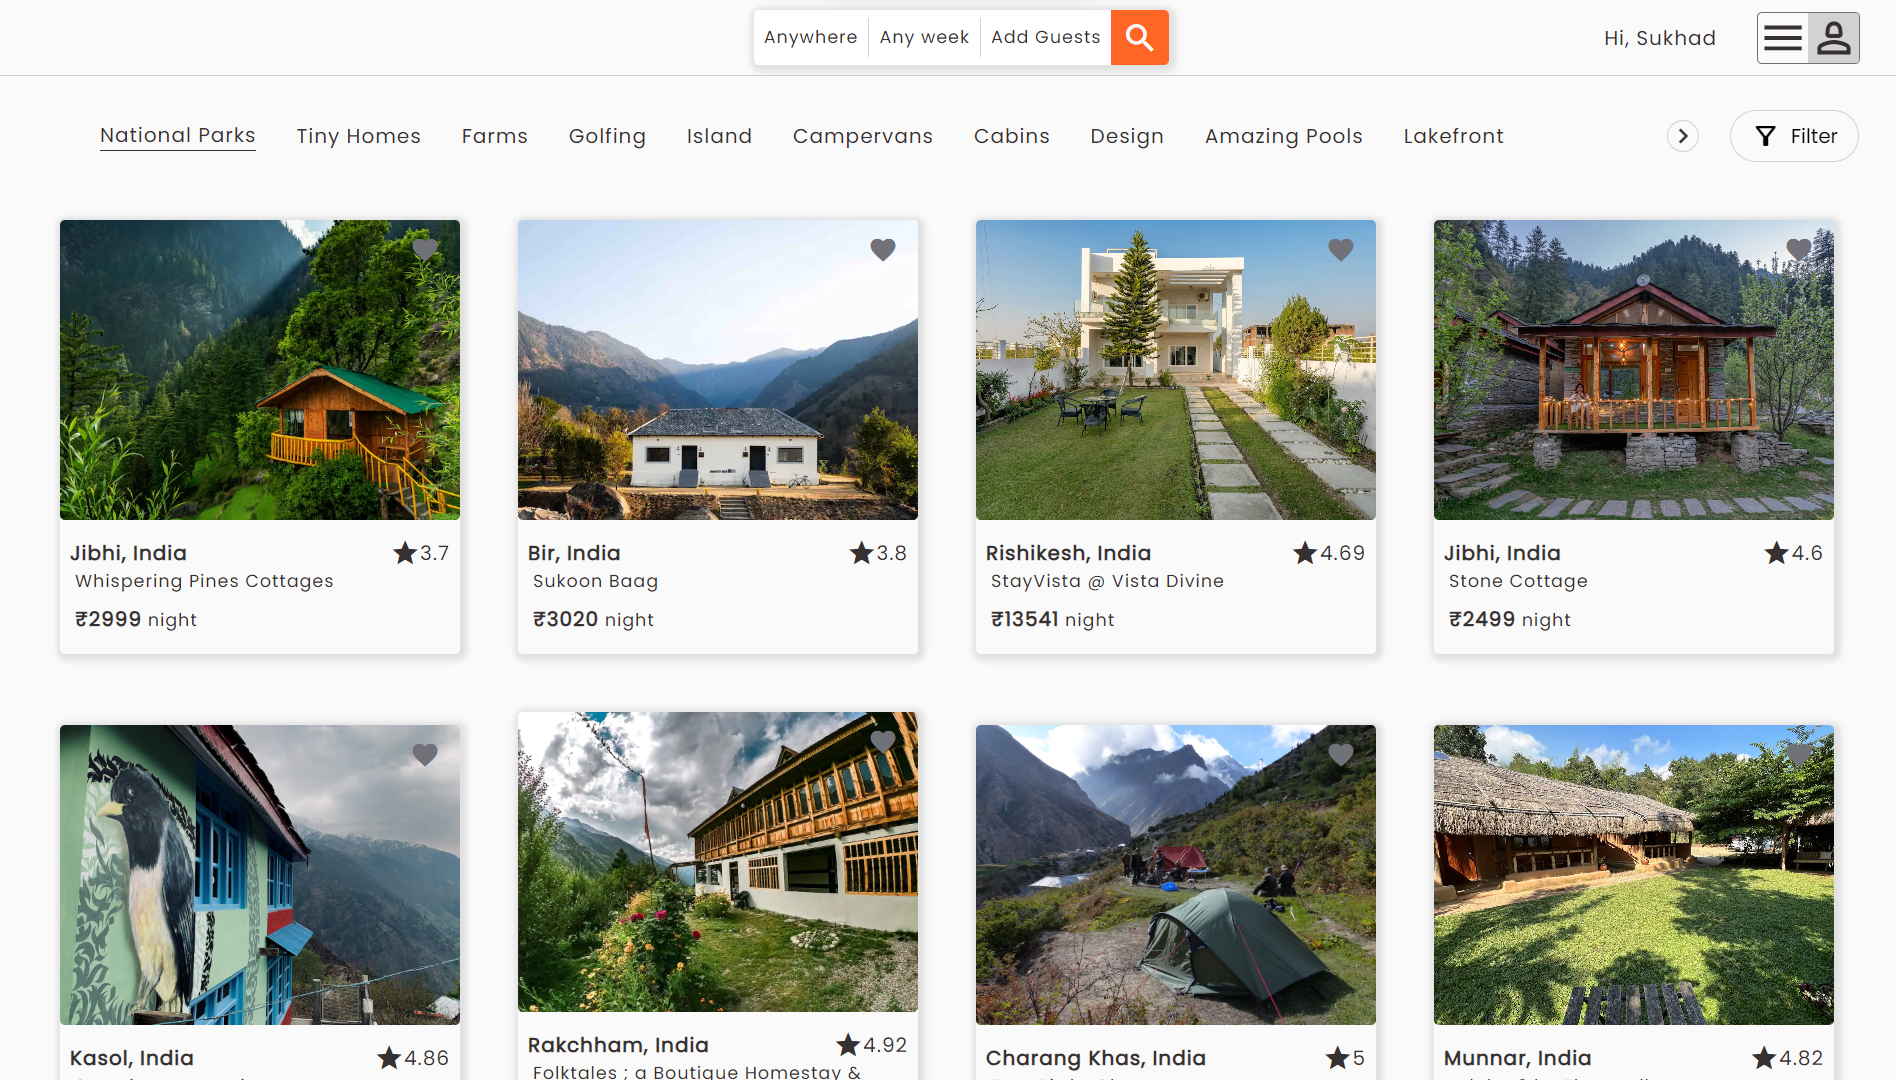 Anywhere Any week Add Guests
Hi, Sukhad
National Parks Tiny Homes Farms Golfing Island Campervans Cabins Design Amazing Pools Lakefront
Filter
Jibhi, India 3.7
Whispering Pines Cottages
₹2999 night
Bir, India 3.8
Sukoon Baag
₹3020 night
Rishikesh, India 4.69
StayVista @ Vista Divine
₹13541 night
Jibhi, India 4.6
Stone Cottage
₹2499 night
Kasol, India 4.86
Rakchham, India 4.92
Folktales ; a Boutique Homestay &
Charang Khas, India 5
Munnar, India 4.82